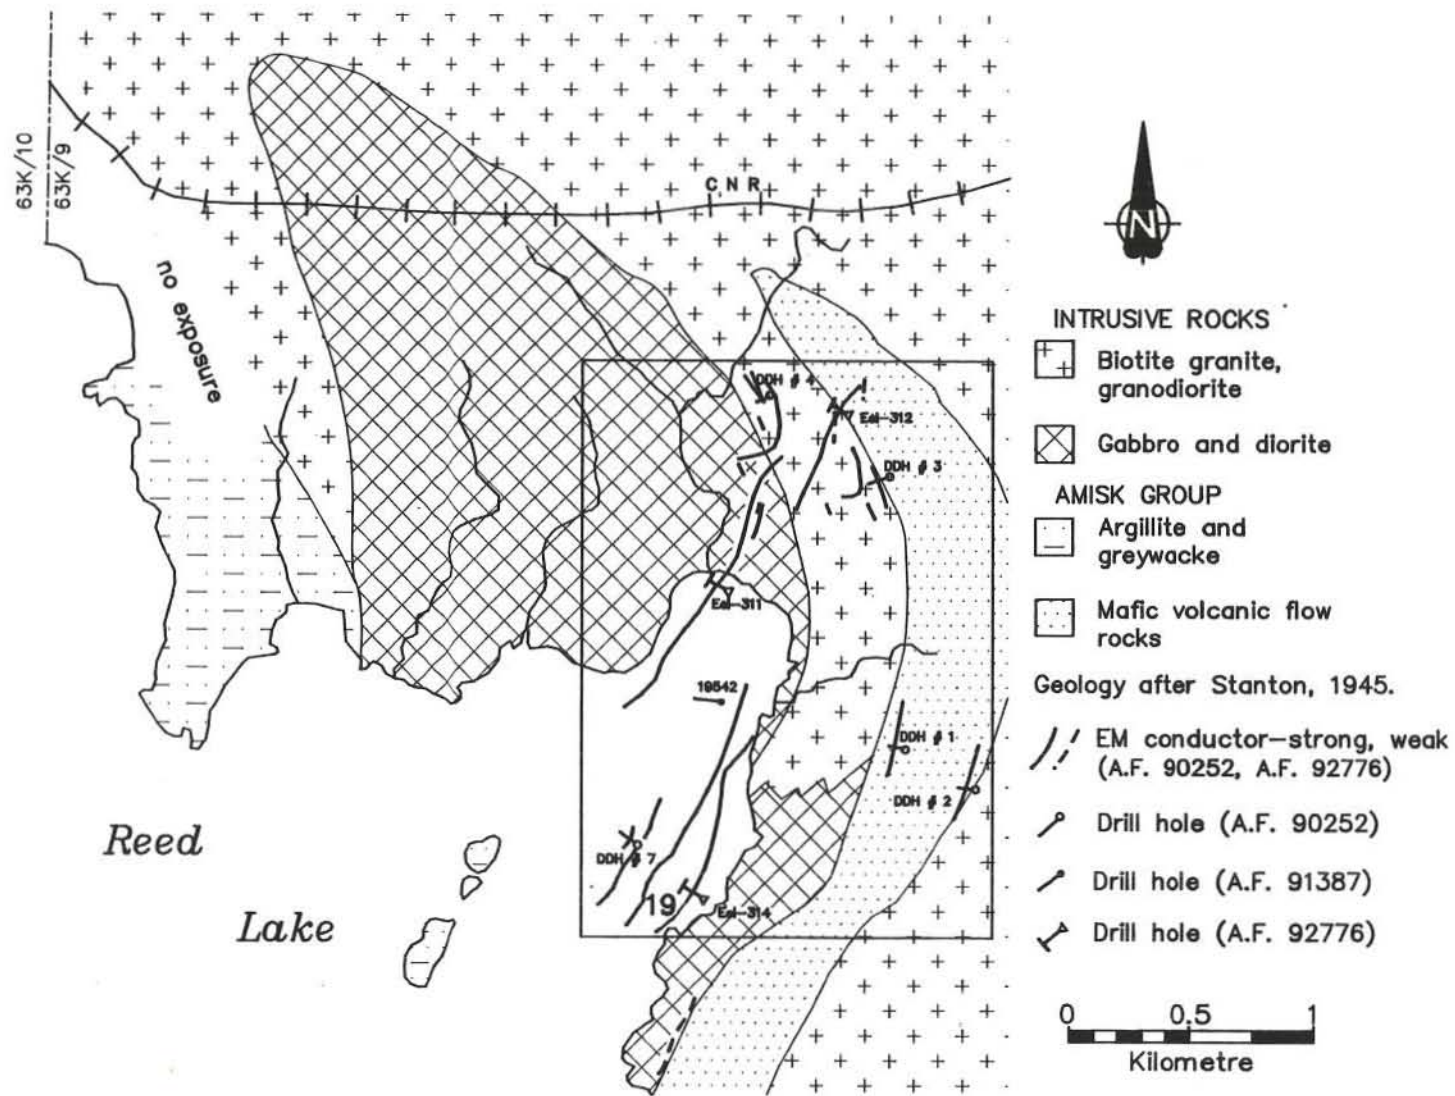 63K/10
63K/9
no exposure
C N R
N
DDH # 4
Eel-312
DDH # 3
Eel-311
19542
DDH # 1
DDH # 2
DDH # 7
19
Eel-314
Reed
Lake
INTRUSIVE ROCKS
Biotite granite,
granodiorite
Gabbro and diorite
AMISK GROUP
Argillite and
greywacke
Mafic volcanic flow
rocks
Geology after Stanton, 1945.
EM conductor-strong, weak
(A.F. 90252, A.F. 92776)
Drill hole (A.F. 90252)
Drill hole (A.F. 91387)
Drill hole (A.F. 92776)
0 0.5 1
Kilometre